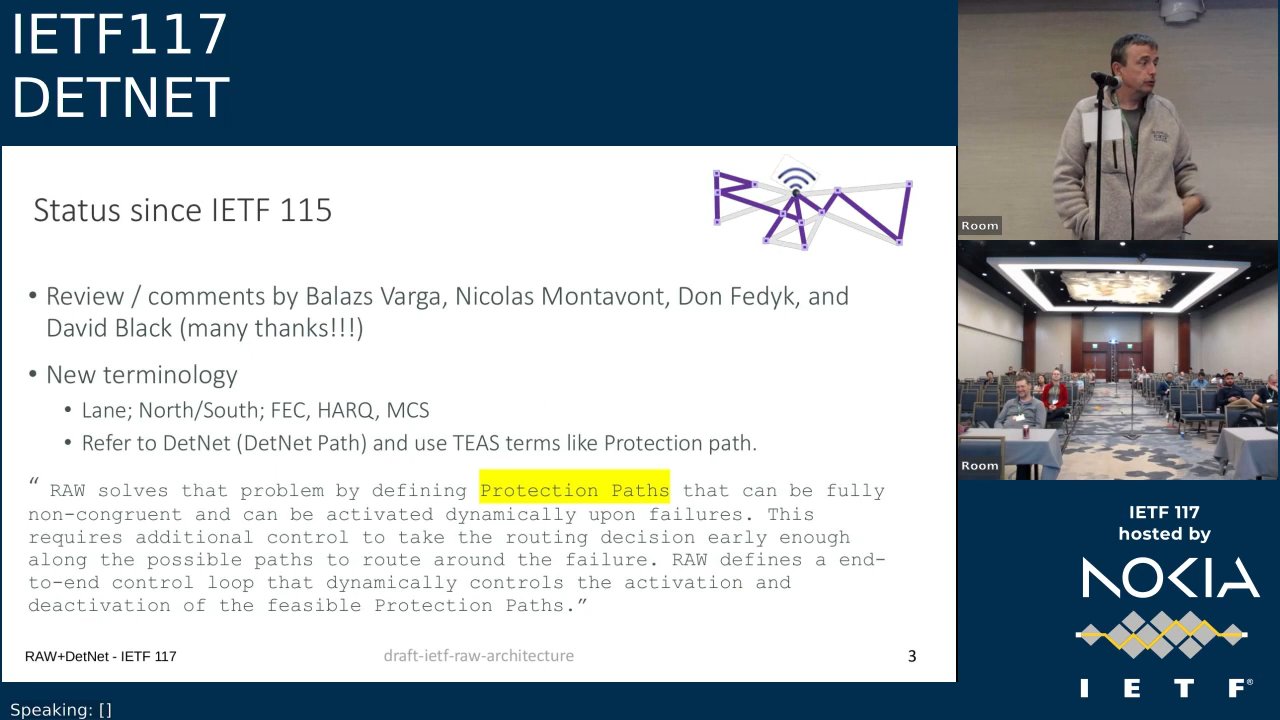 IETF117
DETNET
Status since IETF 115
• Review / comments by Balazs Varga, Nicolas Montavont, Don Fedyk, and
David Black (many thanks!!!)
• New terminology
• Lane; North/South; FEC, HARQ, MCS
• Refer to DetNet (DetNet Path) and use TEAS terms like Protection path.
“ RAW solves that problem by defining Protection Paths that can be fully
non-congruent and can be activated dynamically upon failures. This
requires additional control to take the routing decision early enough
along the possible paths to route around the failure. RAW defines a end-
to-end control loop that dynamically controls the activation and
deactivation of the feasible Protection Paths.”
RAW+DetNet - IETF 117
draft-ietf-raw-architecture
3
Speaking: []
Room
Room
IETF 117
hosted by
NOKIA
I E T F®